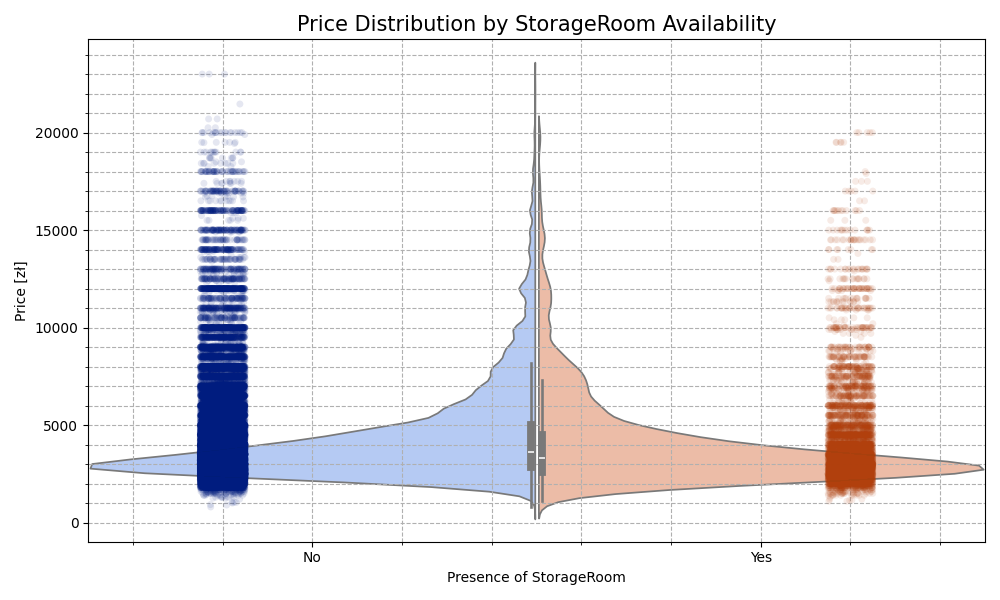 Price Distribution by StorageRoom Availability
Price [zł]
20000
15000
10000
5000
0
No
Yes
Presence of StorageRoom